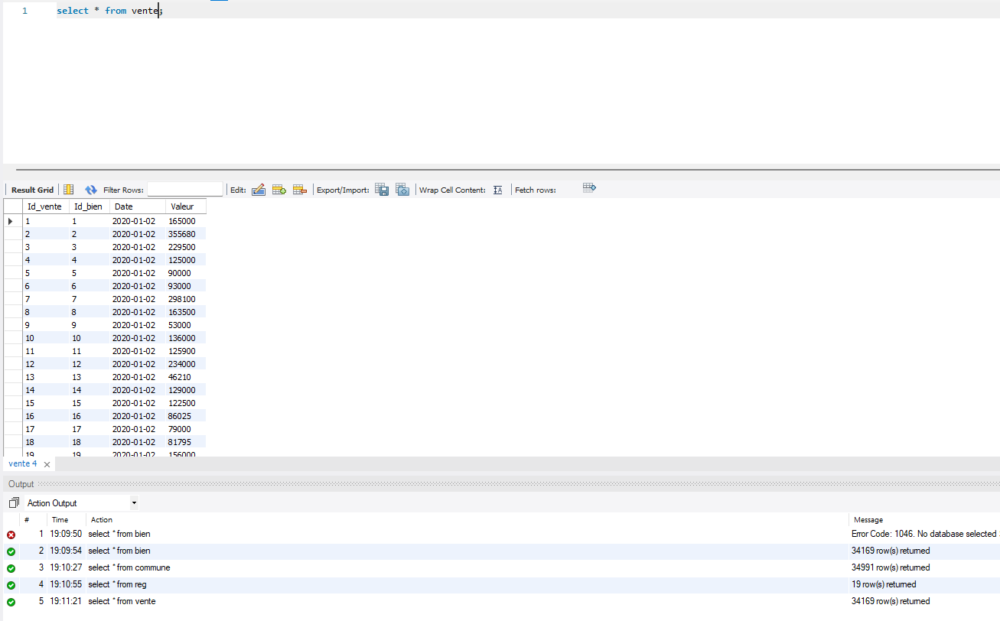 1 select * from vente;
Result Grid Filter Rows: Edit: Export/Import: Wrap Cell Content: Fetch rows:
Id_vente Id_bien Date Valeur
1 1 2020-01-02 165000
2 2 2020-01-02 355680
3 3 2020-01-02 229500
4 4 2020-01-02 125000
5 5 2020-01-02 90000
6 6 2020-01-02 93000
7 7 2020-01-02 298100
8 8 2020-01-02 163500
9 9 2020-01-02 53000
10 10 2020-01-02 136000
11 11 2020-01-02 125900
12 12 2020-01-02 234000
13 13 2020-01-02 46210
14 14 2020-01-02 129000
15 15 2020-01-02 122500
16 16 2020-01-02 86025
17 17 2020-01-02 79000
18 18 2020-01-02 81795
19 19 2020-01-02 156000
vente 4
Output
Action Output
# Time Action Message
1 19:09:50 select * from bien Error Code: 1046. No database selected
2 19:09:54 select * from bien 34169 row(s) returned
3 19:10:27 select * from commune 34991 row(s) returned
4 19:10:55 select * from reg 19 row(s) returned
5 19:11:21 select * from vente 34169 row(s) returned